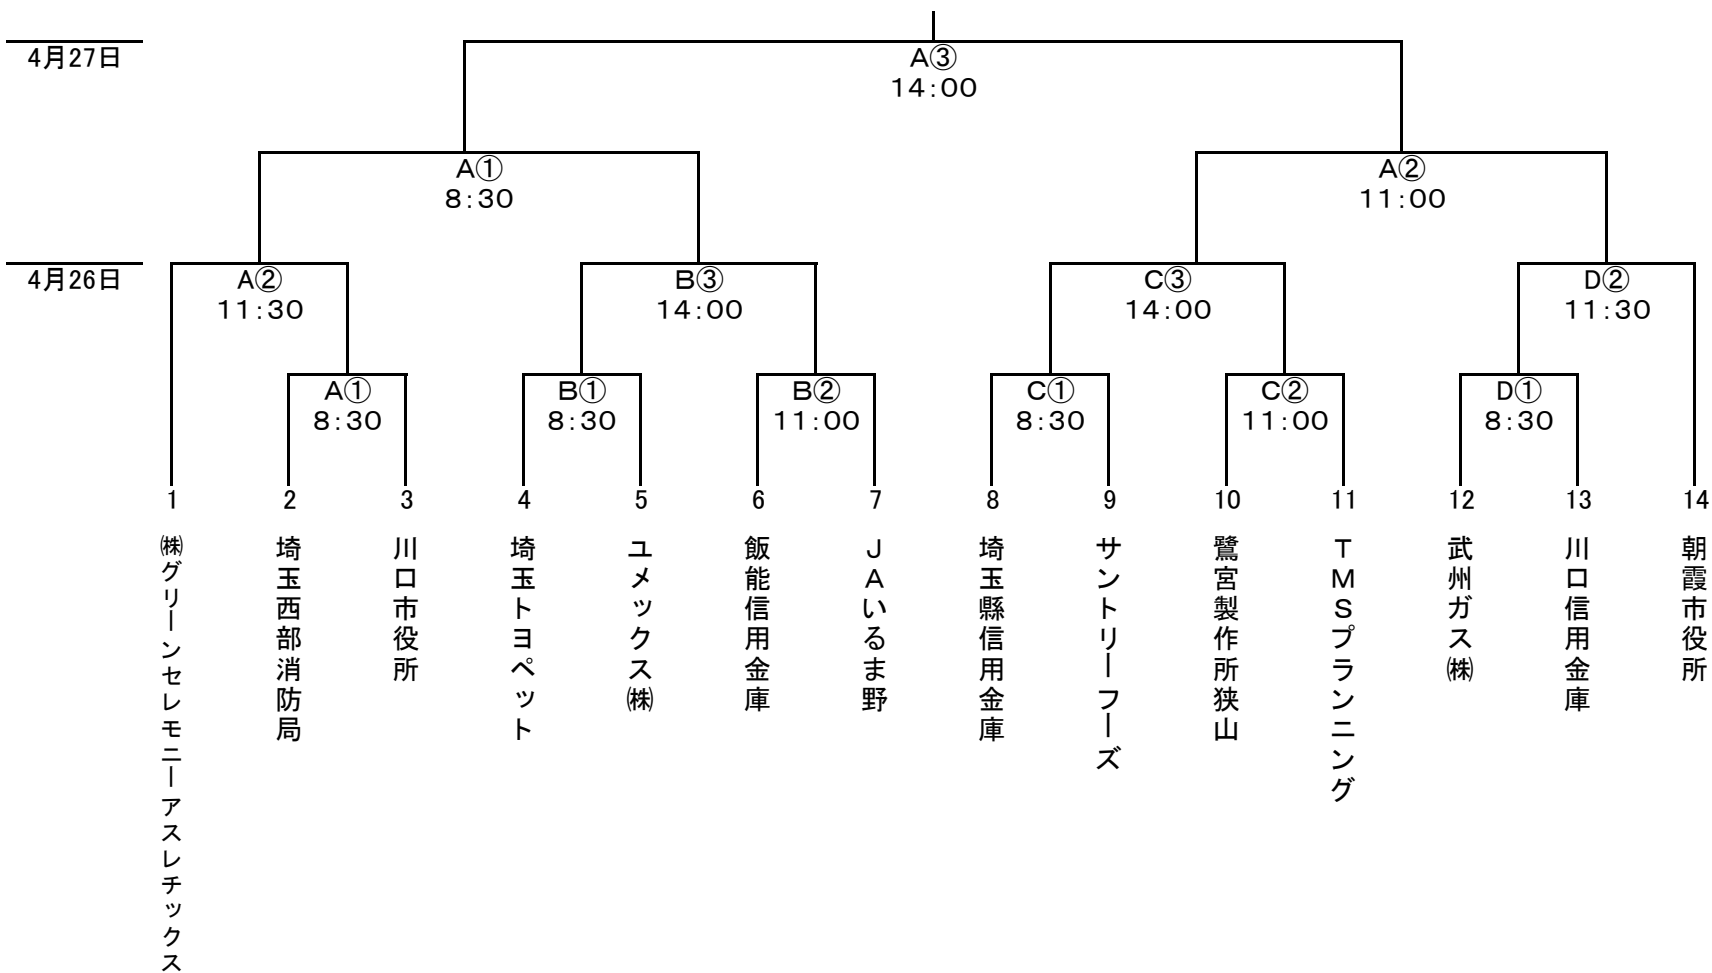 4月27日
A③
14:00
A①
8:30
A②
11:00
4月26日
A②
11:30
B③
14:00
C③
14:00
D②
11:30
A①
8:30
B①
8:30
B②
11:00
C①
8:30
C②
11:00
D①
8:30
1
2
3
4
5
6
7
8
9
10
11
12
13
14
㈱グリーンセレモニーアスレチックス
埼玉西部消防局
川口市役所
埼玉トヨペット
ユメックス㈱
飯能信用金庫
JAいるま野
埼玉縣信用金庫
サントリーフーズ
鷺宮製作所狭山
TMSプランニング
武州ガス㈱
川口信用金庫
朝霞市役所